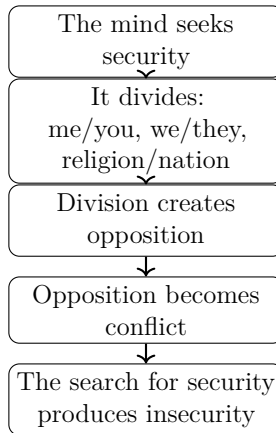 The mind seeks
security
It divides:
me/you, we/they,
religion/nation
Division creates
opposition
Opposition becomes
conflict
The search for security
produces insecurity